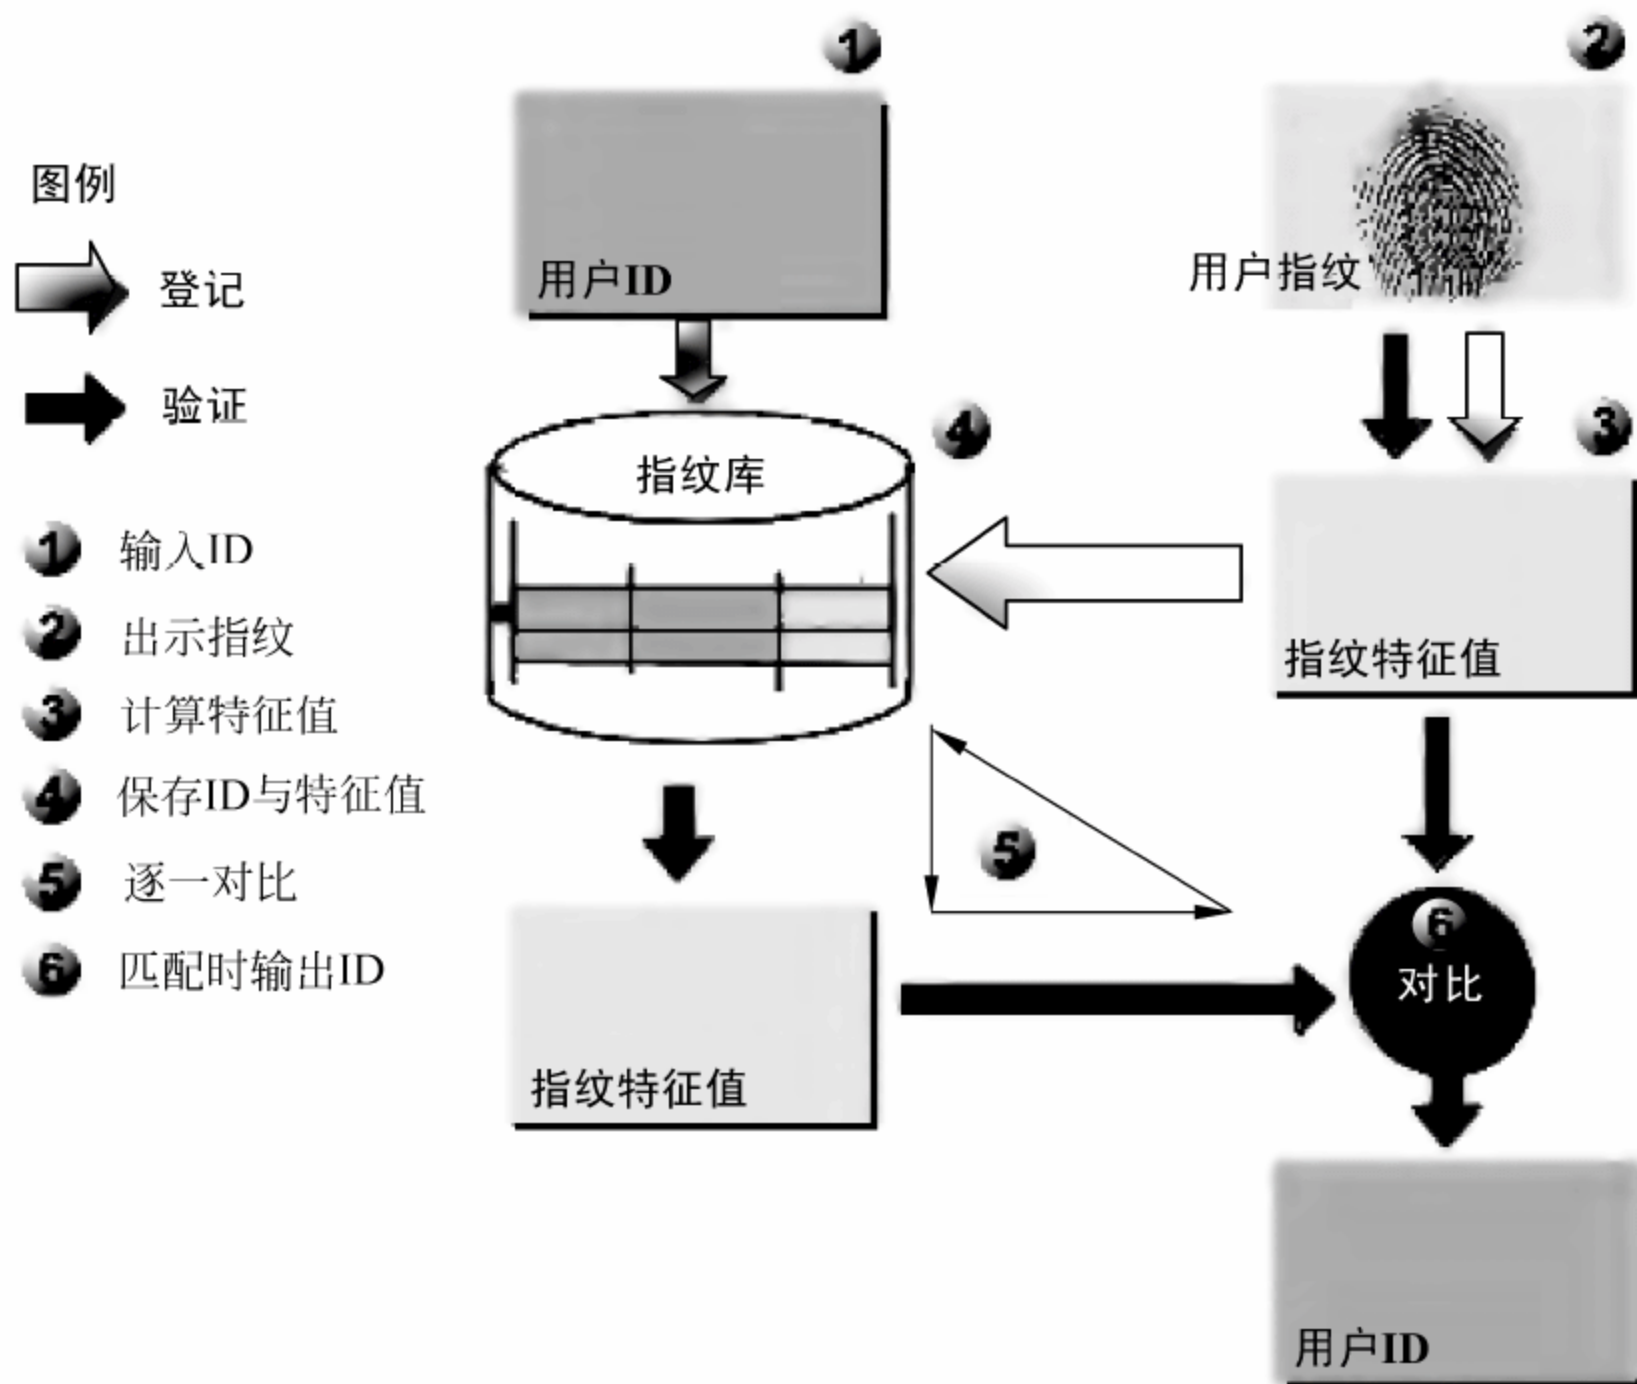 1
2
图例
用户ID
用户指纹
登记
验证
指纹库
4
3
1 输入ID
2 出示指纹
3 计算特征值
4 保存ID与特征值
5 逐一对比
6 匹配时输出ID
指纹特征值
5
6
对比
指纹特征值
用户ID